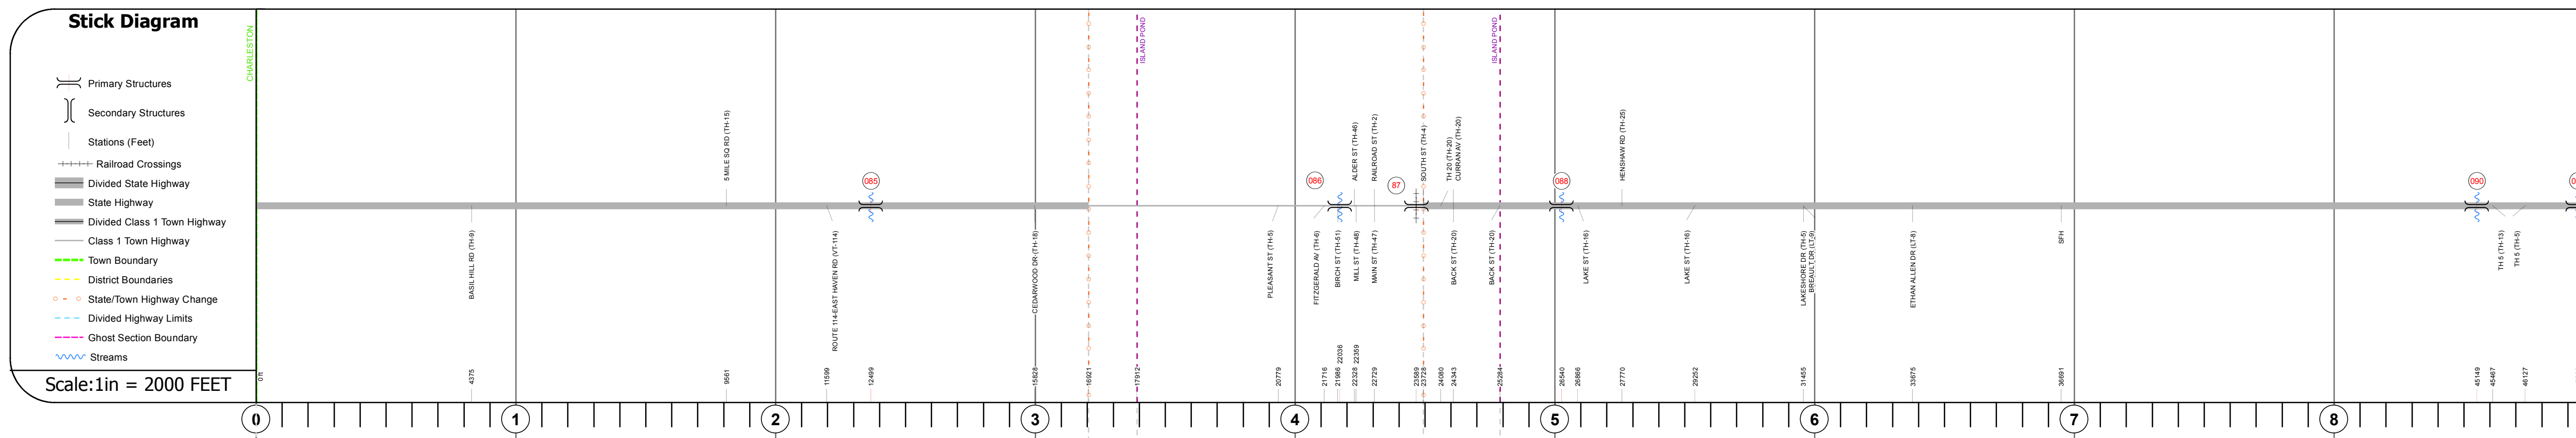 Stick Diagram
Primary Structures
Secondary Structures
Stations (Feet)
Railroad Crossings
Divided State Highway
State Highway
Divided Class 1 Town Highway
Class 1 Town Highway
Town Boundary
District Boundaries
State/Town Highway Change
Divided Highway Limits
Ghost Section Boundary
Streams
Scale:1in = 2000 FEET
CHARLESTON
ISLAND POND
ISLAND POND
5 MILE SQ RD (TH-15)
ALDER ST (TH-46)
RAILROAD ST (TH-2)
SOUTH ST (TH-4)
TH 20 (TH-20)
CURRAN AV (TH-20)
HENSHAW RD (TH-25)
085
086
87
088
090
BASIL HILL RD (TH-9)
ROUTE 114-EAST HAVEN RD (VT-114)
CEDARWOOD DR (TH-18)
PLEASANT ST (TH-5)
FITZGERALD AV (TH-6)
BIRCH ST (TH-51)
MILL ST (TH-48)
MAIN ST (TH-47)
BACK ST (TH-20)
BACK ST (TH-20)
LAKE ST (TH-16)
LAKE ST (TH-16)
LAKESHORE DR (TH-5)
BREAULT DR (LT-9)
ETHAN ALLEN DR (LT-8)
SFH
TH 5 (TH-13)
TH 5 (TH-5)
0 ft
4375
9561
11599
12499
15828
16921
17912
20779
21716
21986
22036
22328
22359
22729
23589
23728
24080
24343
25284
26540
26866
27770
29252
31455
33675
36691
45149
45467
46127
0
1
2
3
4
5
6
7
8